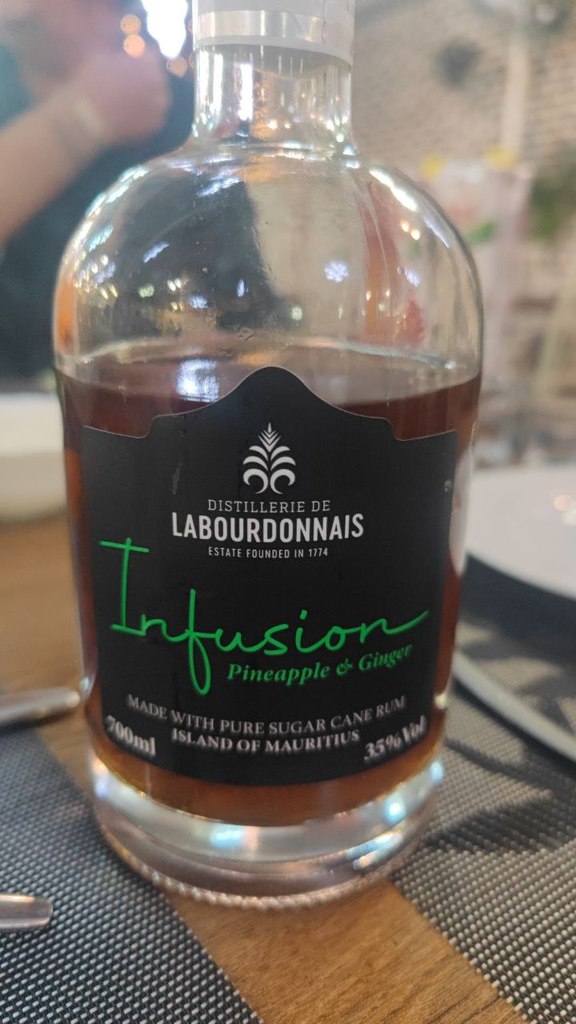 DISTILLERIE DE
LABOURDONNAIS
ESTATE FOUNDED IN 1774
Infusion
Pineapple & Ginger
MADE WITH PURE SUGAR CANE RUM
ISLAND OF MAURITIUS
700ml
35% Vol